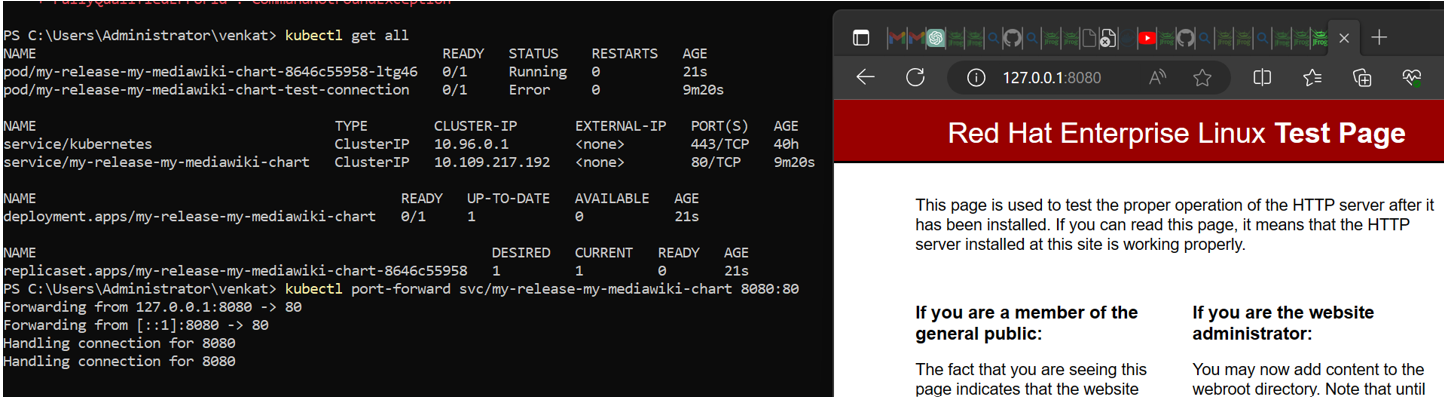 PS C:\Users\Administrator\venkat> kubectl get all
NAME READY STATUS RESTARTS AGE
pod/my-release-my-mediawiki-chart-8646c55958-ltg46 0/1 Running 0 21s
pod/my-release-my-mediawiki-chart-test-connection 0/1 Error 0 9m20s
NAME TYPE CLUSTER-IP EXTERNAL-IP PORT(S) AGE
service/kubernetes ClusterIP 10.96.0.1 <none> 443/TCP 40h
service/my-release-my-mediawiki-chart ClusterIP 10.109.217.192 <none> 80/TCP 9m20s
NAME READY UP-TO-DATE AVAILABLE AGE
deployment.apps/my-release-my-mediawiki-chart 0/1 1 0 21s
NAME DESIRED CURRENT READY AGE
replicaset.apps/my-release-my-mediawiki-chart-8646c55958 1 1 0 21s
PS C:\Users\Administrator\venkat> kubectl port-forward svc/my-release-my-mediawiki-chart 8080:80
Forwarding from 127.0.0.1:8080 -> 80
Forwarding from [::1]:8080 -> 80
Handling connection for 8080
Handling connection for 8080
127.0.0.1:8080
Red Hat Enterprise Linux Test Page
This page is used to test the proper operation of the HTTP server after it
has been installed. If you can read this page, it means that the HTTP
server installed at this site is working properly.
If you are a member of the
general public:
The fact that you are seeing this
page indicates that the website
If you are the website
administrator:
You may now add content to the
webroot directory. Note that until